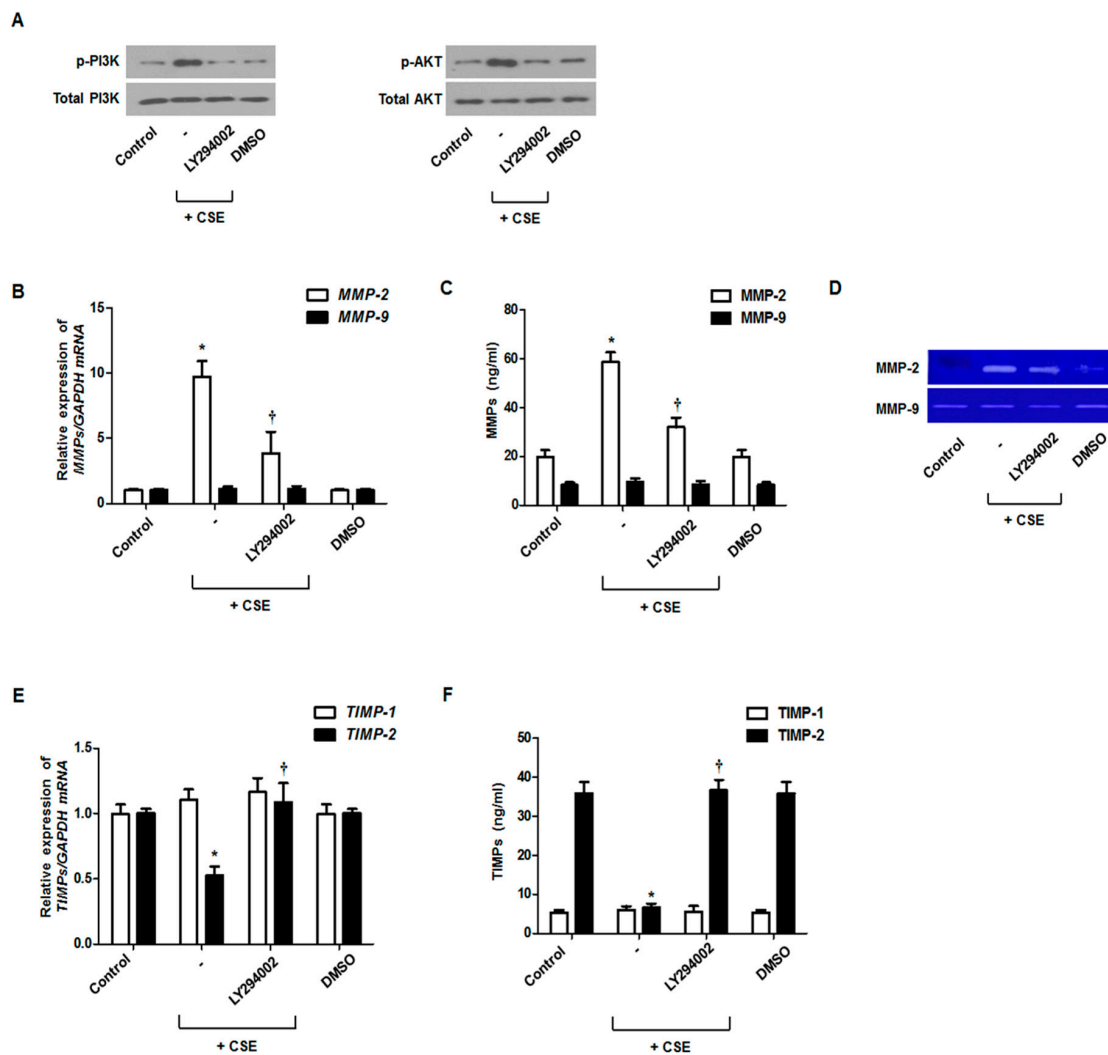 A
p-PI3K
Total PI3K
Control
-
LY294002
DMSO
+ CSE
p-AKT
Total AKT
Control
-
LY294002
DMSO
+ CSE
B
MMP-2
MMP-9
Relative expression of
MMPs/GAPDH mRNA
15
10
5
0
*
†
Control
-
LY294002
DMSO
+ CSE
C
MMP-2
MMP-9
MMPs (ng/ml)
80
60
40
20
0
*
†
Control
-
LY294002
DMSO
+ CSE
D
MMP-2
MMP-9
Control
-
LY294002
DMSO
+ CSE
E
TIMP-1
TIMP-2
Relative expression of
TIMPs/GAPDH mRNA
1.5
1.0
0.5
0.0
*
†
Control
-
LY294002
DMSO
+ CSE
F
TIMP-1
TIMP-2
TIMPs (ng/ml)
50
40
30
20
10
0
*
†
Control
-
LY294002
DMSO
+ CSE